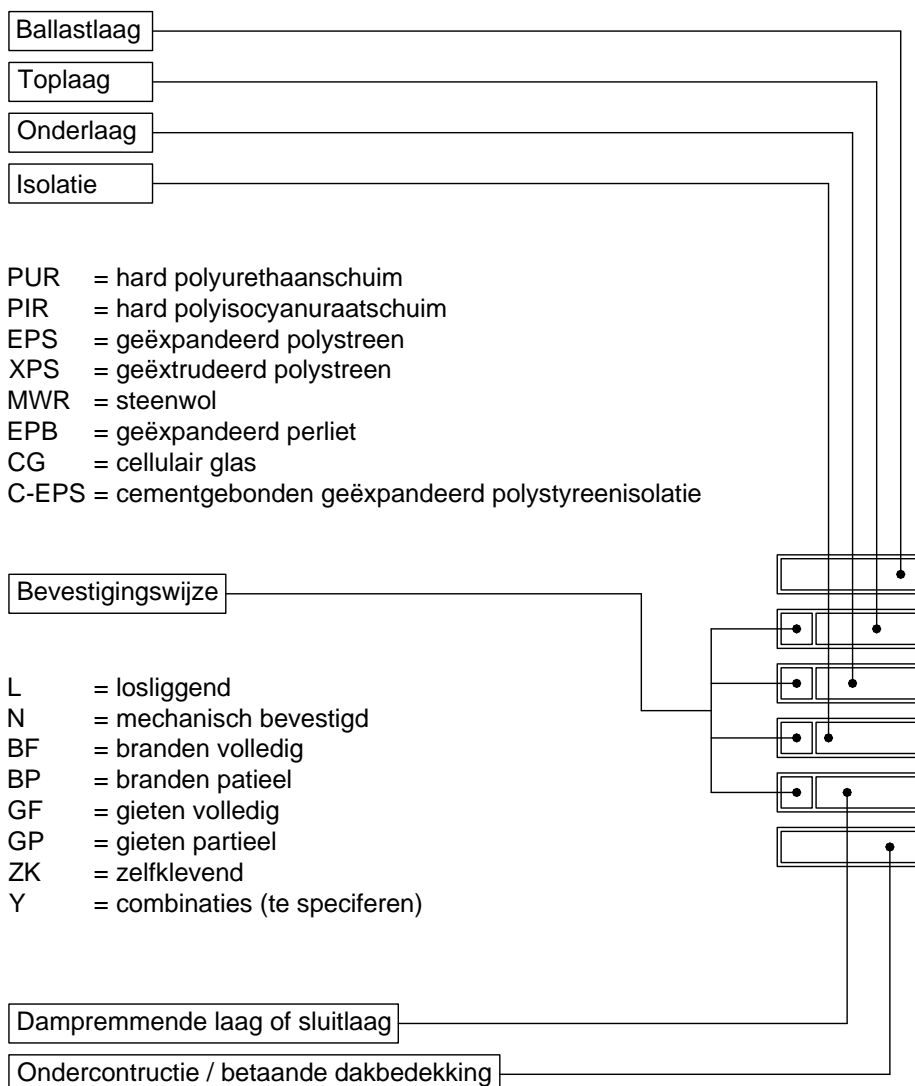 Ballastlaag
Toplaag
Onderlaag
Isolatie
PUR = hard polyurethaanschuim
PIR = hard polyisocyanuraatschuim
EPS = geëxpandeerd polystreen
XPS = geëxtrudeerd polystreen
MWR = steenwol
EPB = geëxpandeerd perliet
CG = cellulair glas
C-EPS = cementgebonden geëxpandeerd polystyreenisolatie
Bevestigingswijze
L = losliggend
N = mechanisch bevestigd
BF = branden volledig
BP = branden patieel
GF = gieten volledig
GP = gieten partieel
ZK = zelfklevend
Y = combinaties (te speciferen)
Dampremmende laag of sluitlaag
Ondercontructie / betaande dakbedekking